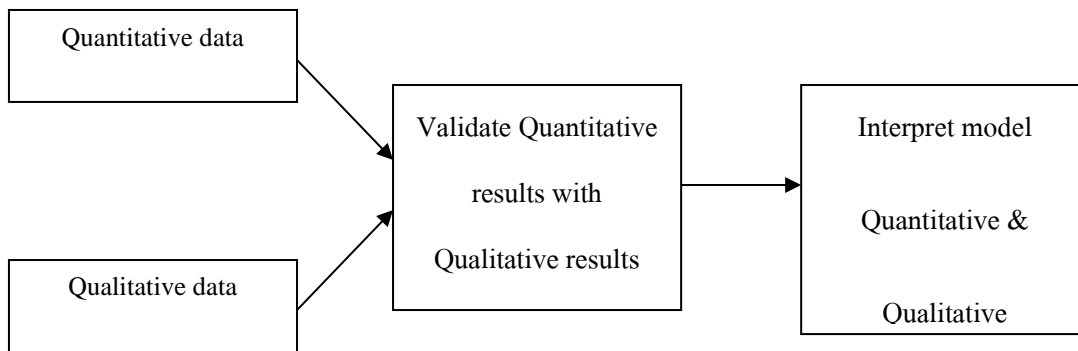 Quantitative data
Qualitative data
Validate Quantitative
results with
Qualitative results
Interpret model
Quantitative &
Qualitative